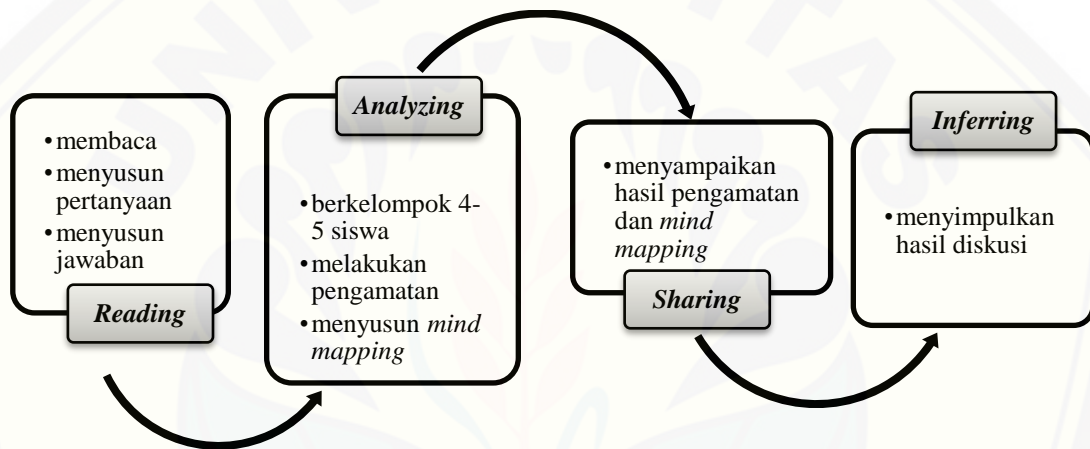 • membaca
• menyusun
pertanyaan
• menyusun
jawaban
Reading
Analyzing
• berkelompok 4-
5 siswa
• melakukan
pengamatan
• menyusun mind
mapping
• menyampaikan
hasil pengamatan
dan mind
mapping
Sharing
Inferring
• menyimpulkan
hasil diskusi
UNIVERSITAS